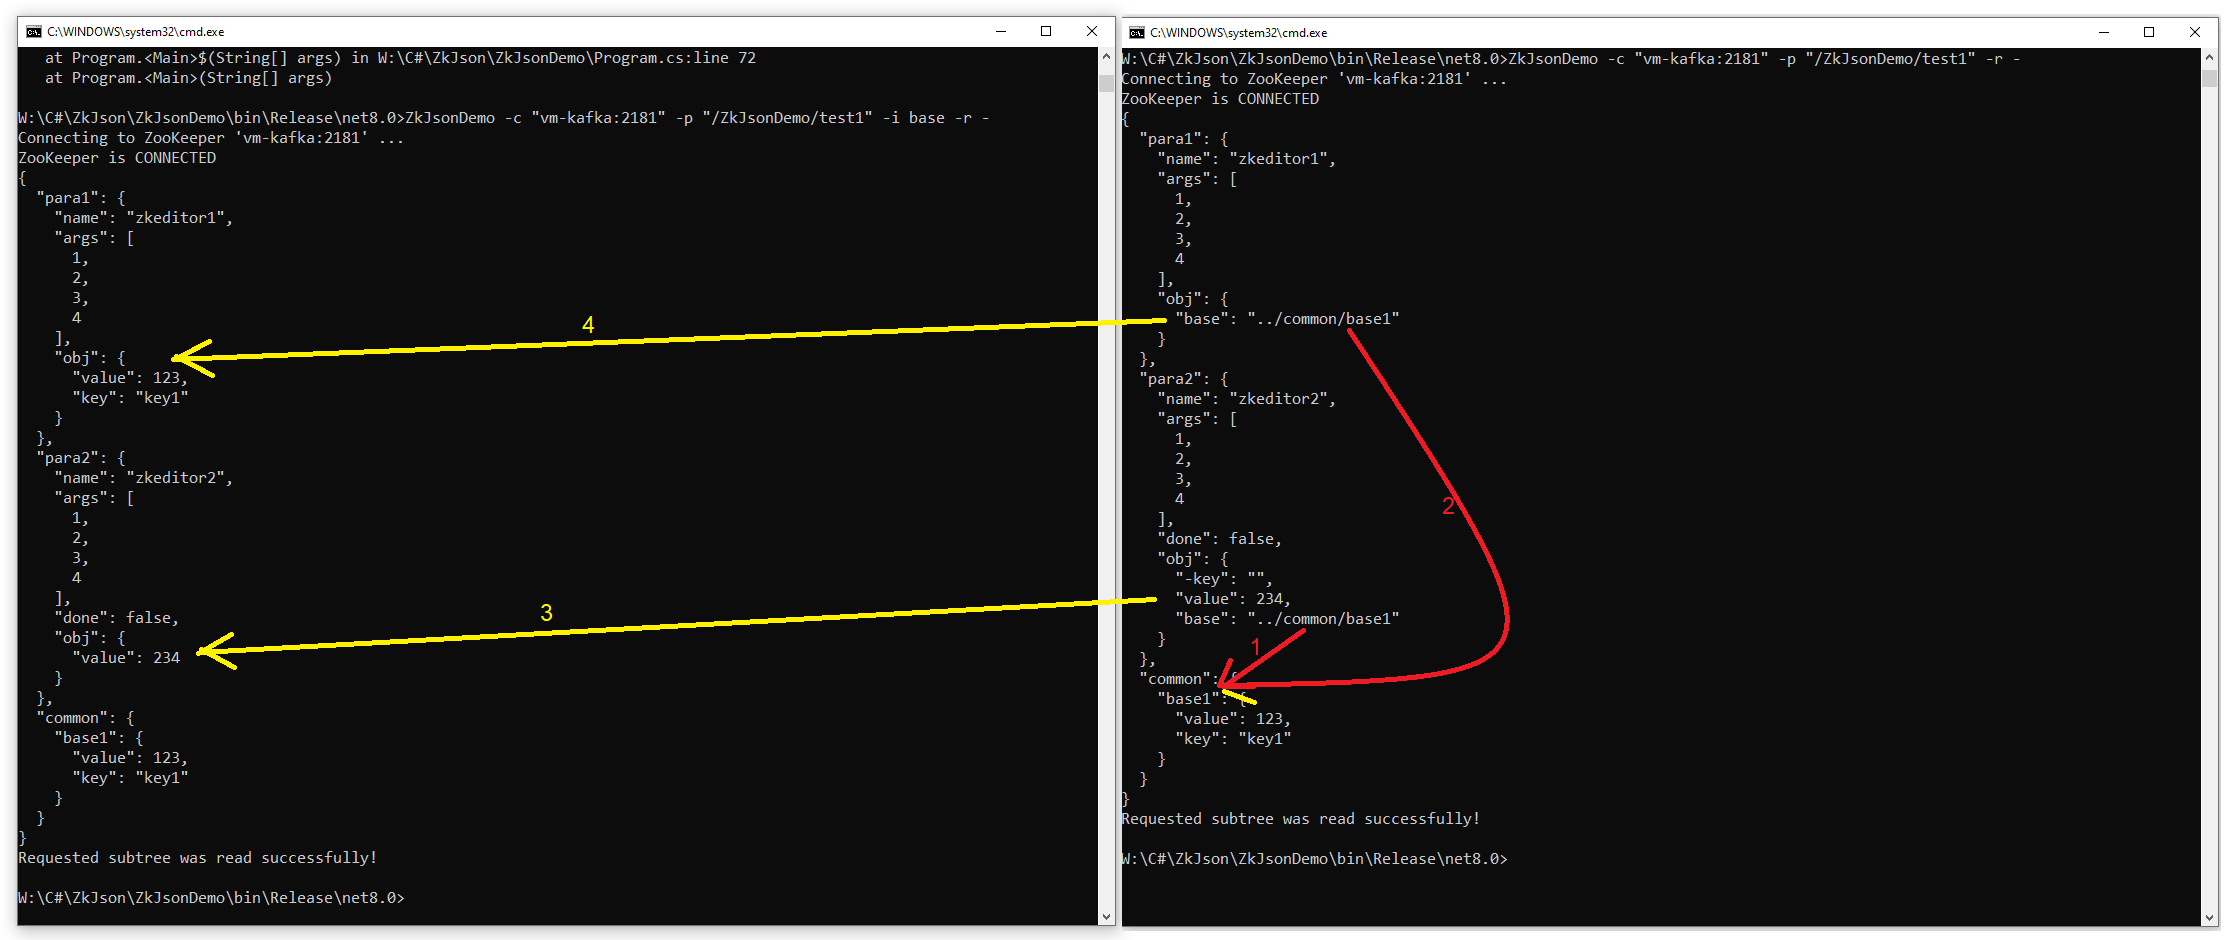 C:\WINDOWS\system32\cmd.exe
   at Program.<Main>$(String[] args) in W:\C#\ZkJson\ZkJsonDemo\Program.cs:line 72
   at Program.<Main>(String[] args)
W:\C#\ZkJson\ZkJsonDemo\bin\Release\net8.0>ZkJsonDemo -c "vm-kafka:2181" -p "/ZkJsonDemo/test1" -i base -r -
Connecting to ZooKeeper 'vm-kafka:2181' ...
ZooKeeper is CONNECTED
{
  "para1": {
    "name": "zkeditor1",
    "args": [
      1,
      2,
      3,
      4
    ],
    "obj": {
      "value": 123,
      "key": "key1"
    }
  },
  "para2": {
    "name": "zkeditor2",
    "args": [
      1,
      2,
      3,
      4
    ],
    "done": false,
    "obj": {
      "value": 234
    }
  },
  "common": {
    "base1": {
      "value": 123,
      "key": "key1"
    }
  }
}
Requested subtree was read successfully!
W:\C#\ZkJson\ZkJsonDemo\bin\Release\net8.0>
4
3
C:\WINDOWS\system32\cmd.exe
W:\C#\ZkJson\ZkJsonDemo\bin\Release\net8.0>ZkJsonDemo -c "vm-kafka:2181" -p "/ZkJsonDemo/test1" -r -
Connecting to ZooKeeper 'vm-kafka:2181' ...
ZooKeeper is CONNECTED
{
  "para1": {
    "name": "zkeditor1",
    "args": [
      1,
      2,
      3,
      4
    ],
    "obj": {
      "base": "../common/base1"
    }
  },
  "para2": {
    "name": "zkeditor2",
    "args": [
      1,
      2,
      3,
      4
    ],
    "done": false,
    "obj": {
      "-key": "",
      "value": 234,
      "base": "../common/base1"
    }
  },
  "common": {
    "base1": {
      "value": 123,
      "key": "key1"
    }
  }
}
Requested subtree was read successfully!
W:\C#\ZkJson\ZkJsonDemo\bin\Release\net8.0>
2
1